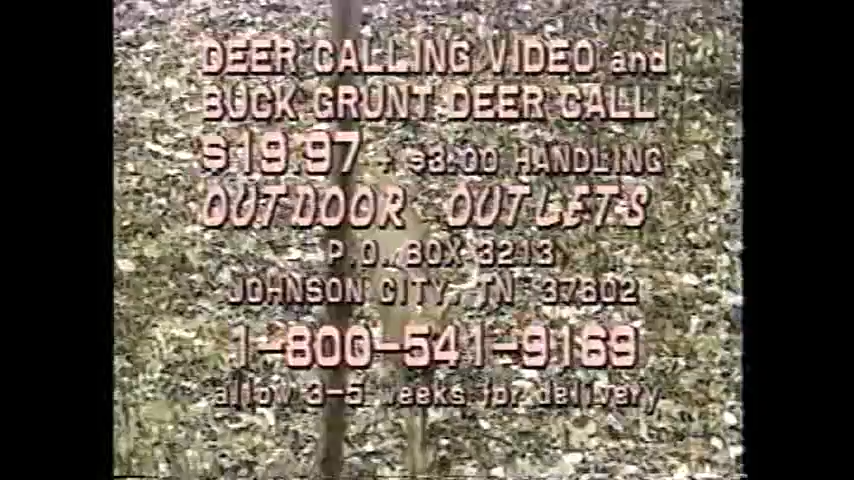 DEER CALLING VIDEO and
BUCK GRUNT DEER CALL
$19.97 + $3.00 HANDLING
OUTDOOR OUTLETS
P.O. BOX 3213
JOHNSON CITY, TN 37602
1-800-541-9169
allow 3-5 weeks for delivery